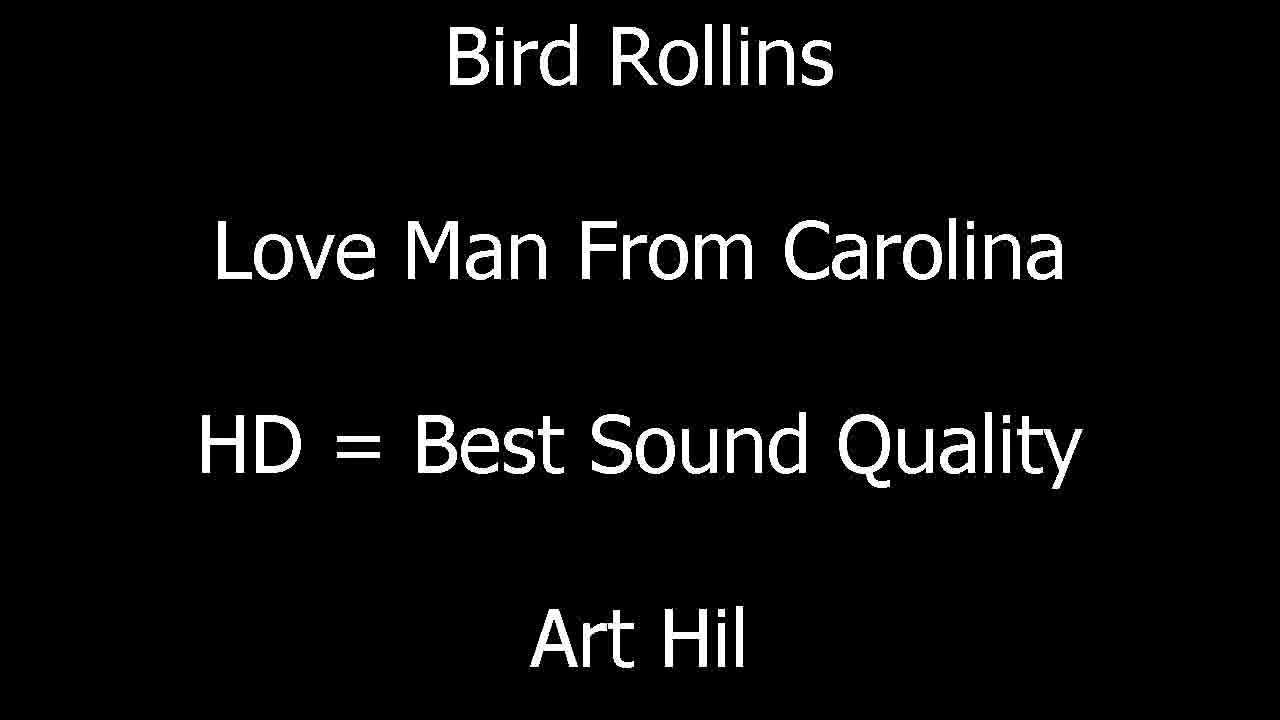 Bird Rollins
Love Man From Carolina
HD = Best Sound Quality
Art Hil